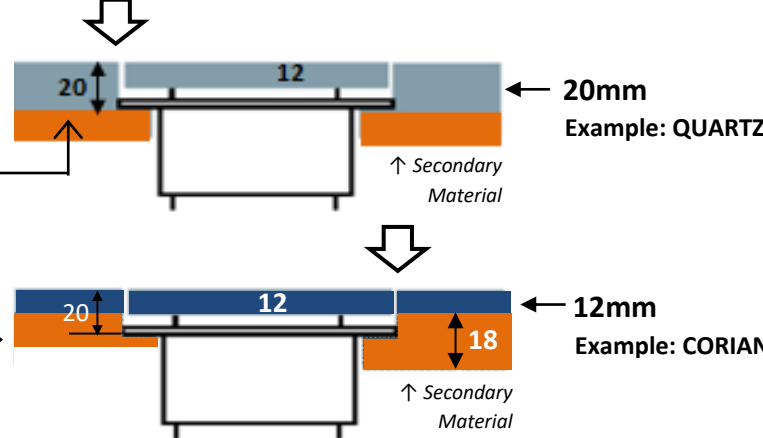 20
12
20mm
Example: QUARTZ
↑ Secondary
Material
20
12
12mm
18
Example: CORIAN
↑ Secondary
Material